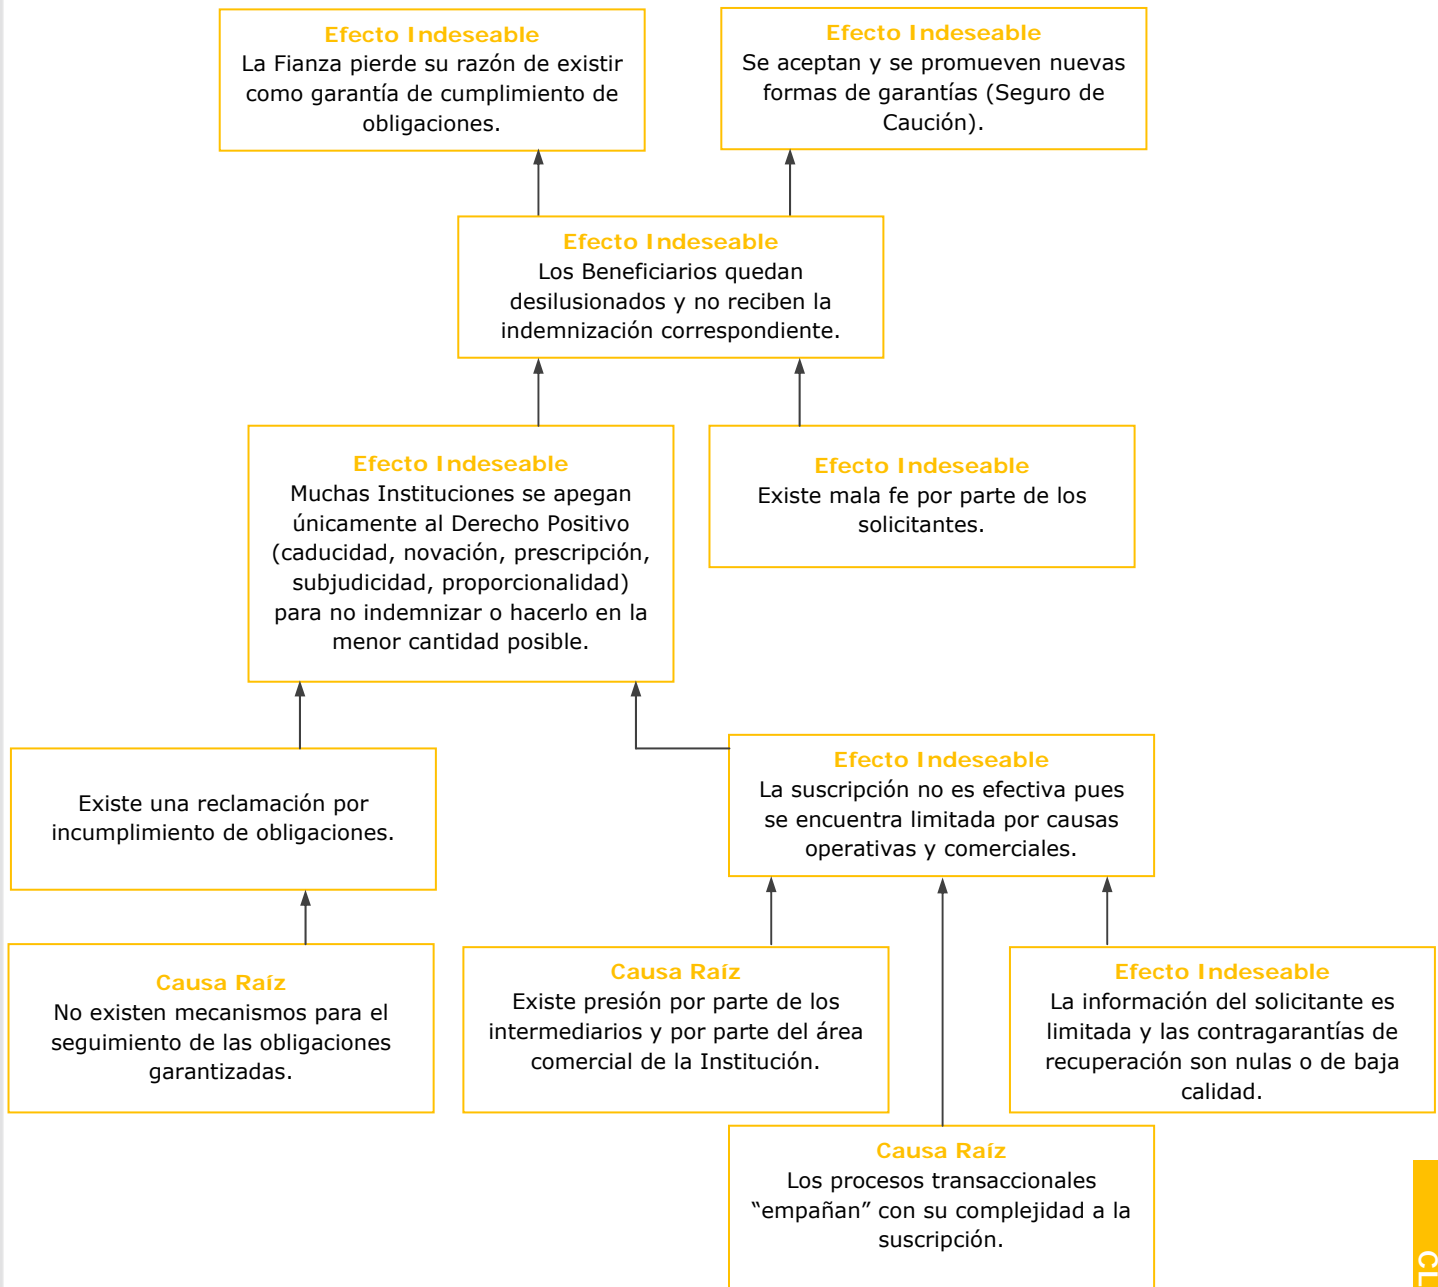 Efecto Indeseable
La Fianza pierde su razón de existir
como garantía de cumplimiento de
obligaciones.
Efecto Indeseable
Se aceptan y se promueven nuevas
formas de garantías (Seguro de
Caución).
Efecto Indeseable
Los Beneficiarios quedan
desilusionados y no reciben la
indemnización correspondiente.
Efecto Indeseable
Muchas Instituciones se apegan
únicamente al Derecho Positivo
(caducidad, novación, prescripción,
subjudicidad, proporcionalidad)
para no indemnizar o hacerlo en la
menor cantidad posible.
Efecto Indeseable
Existe mala fe por parte de los
solicitantes.
Existe una reclamación por
incumplimiento de obligaciones.
Efecto Indeseable
La suscripción no es efectiva pues
se encuentra limitada por causas
operativas y comerciales.
Causa Raíz
No existen mecanismos para el
seguimiento de las obligaciones
garantizadas.
Causa Raíz
Existe presión por parte de los
intermediarios y por parte del área
comercial de la Institución.
Efecto Indeseable
La información del solicitante es
limitada y las contragarantías de
recuperación son nulas o de baja
calidad.
Causa Raíz
Los procesos transaccionales
“empañan” con su complejidad a la
suscripción.
CL